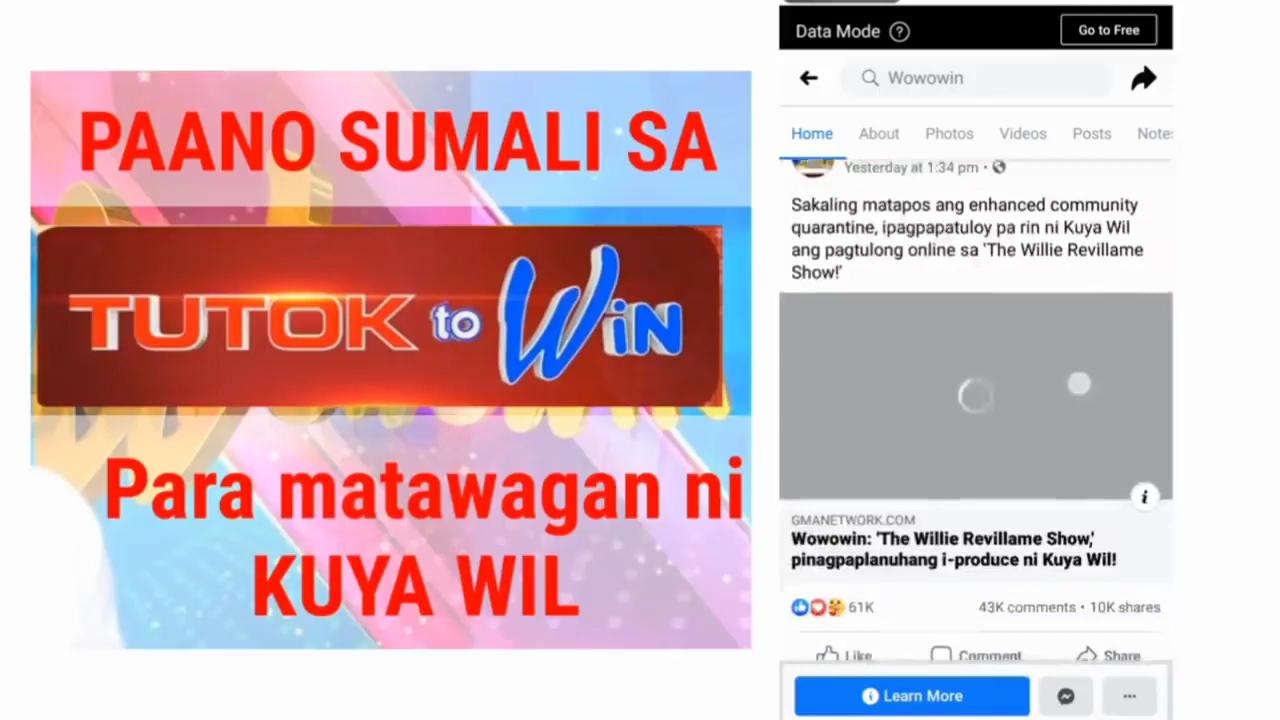 PAANO SUMALI SA
TUTOK to WiN
Para matawagan ni
KUYA WIL
Data Mode ?
Go to Free
Wowowin
Home About Photos Videos Posts Notes
Yesterday at 1:34 pm ·
Sakaling matapos ang enhanced community
quarantine, ipagpapatuloy pa rin ni Kuya Wil
ang pagtulong online sa 'The Willie Revillame
Show!'
i
GMANETWORK.COM
Wowowin: 'The Willie Revillame Show,'
pinagpaplanuhang i-produce ni Kuya Wil!
61K 43K comments · 10K shares
Like Comment Share
i Learn More